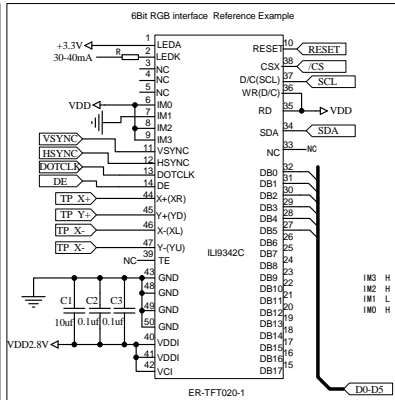 6Bit RGB interface Reference Example
+3.3V
30-40mA
R
1 LEDA
2 LEDK
3 NC
4 NC
5 NC
VDD
6 IM0
7 IM1
8 IM2
9 IM3
VSYNC 11 VSYNC
HSYNC 12 HSYNC
DOTCLK 13 DOTCLK
DE 14 DE
TP X+ 44 X+(XR)
TP Y+ 45 Y+(YD)
TP X- 46 X-(XL)
TP X- 47 Y-(YU)
NC 39 TE
43 GND
48 GND
49 GND
50 GND
C1 C2 C3
10uf 0.1uf 0.1uf
VDD2.8V
40 VDDI
41 VDDI
42 VCI
ILI9342C
RESET 10 RESET
CSX 38 /CS
D/C(SCL) 37 SCL
WR(D/C) 36
RD 35 VDD
SDA 34 SDA
NC 33 NC
DB0 32
DB1 31
DB2 30
DB3 29
DB4 28
DB5 27
DB6 26
DB7 25
DB8 24
DB9 23
DB10 22
DB11 21
DB12 20
DB13 19
DB14 18
DB15 17
DB16 16
DB17 15
IM3 H
IM2 H
IM1 L
IM0 H
D0-D5
ER-TFT020-1